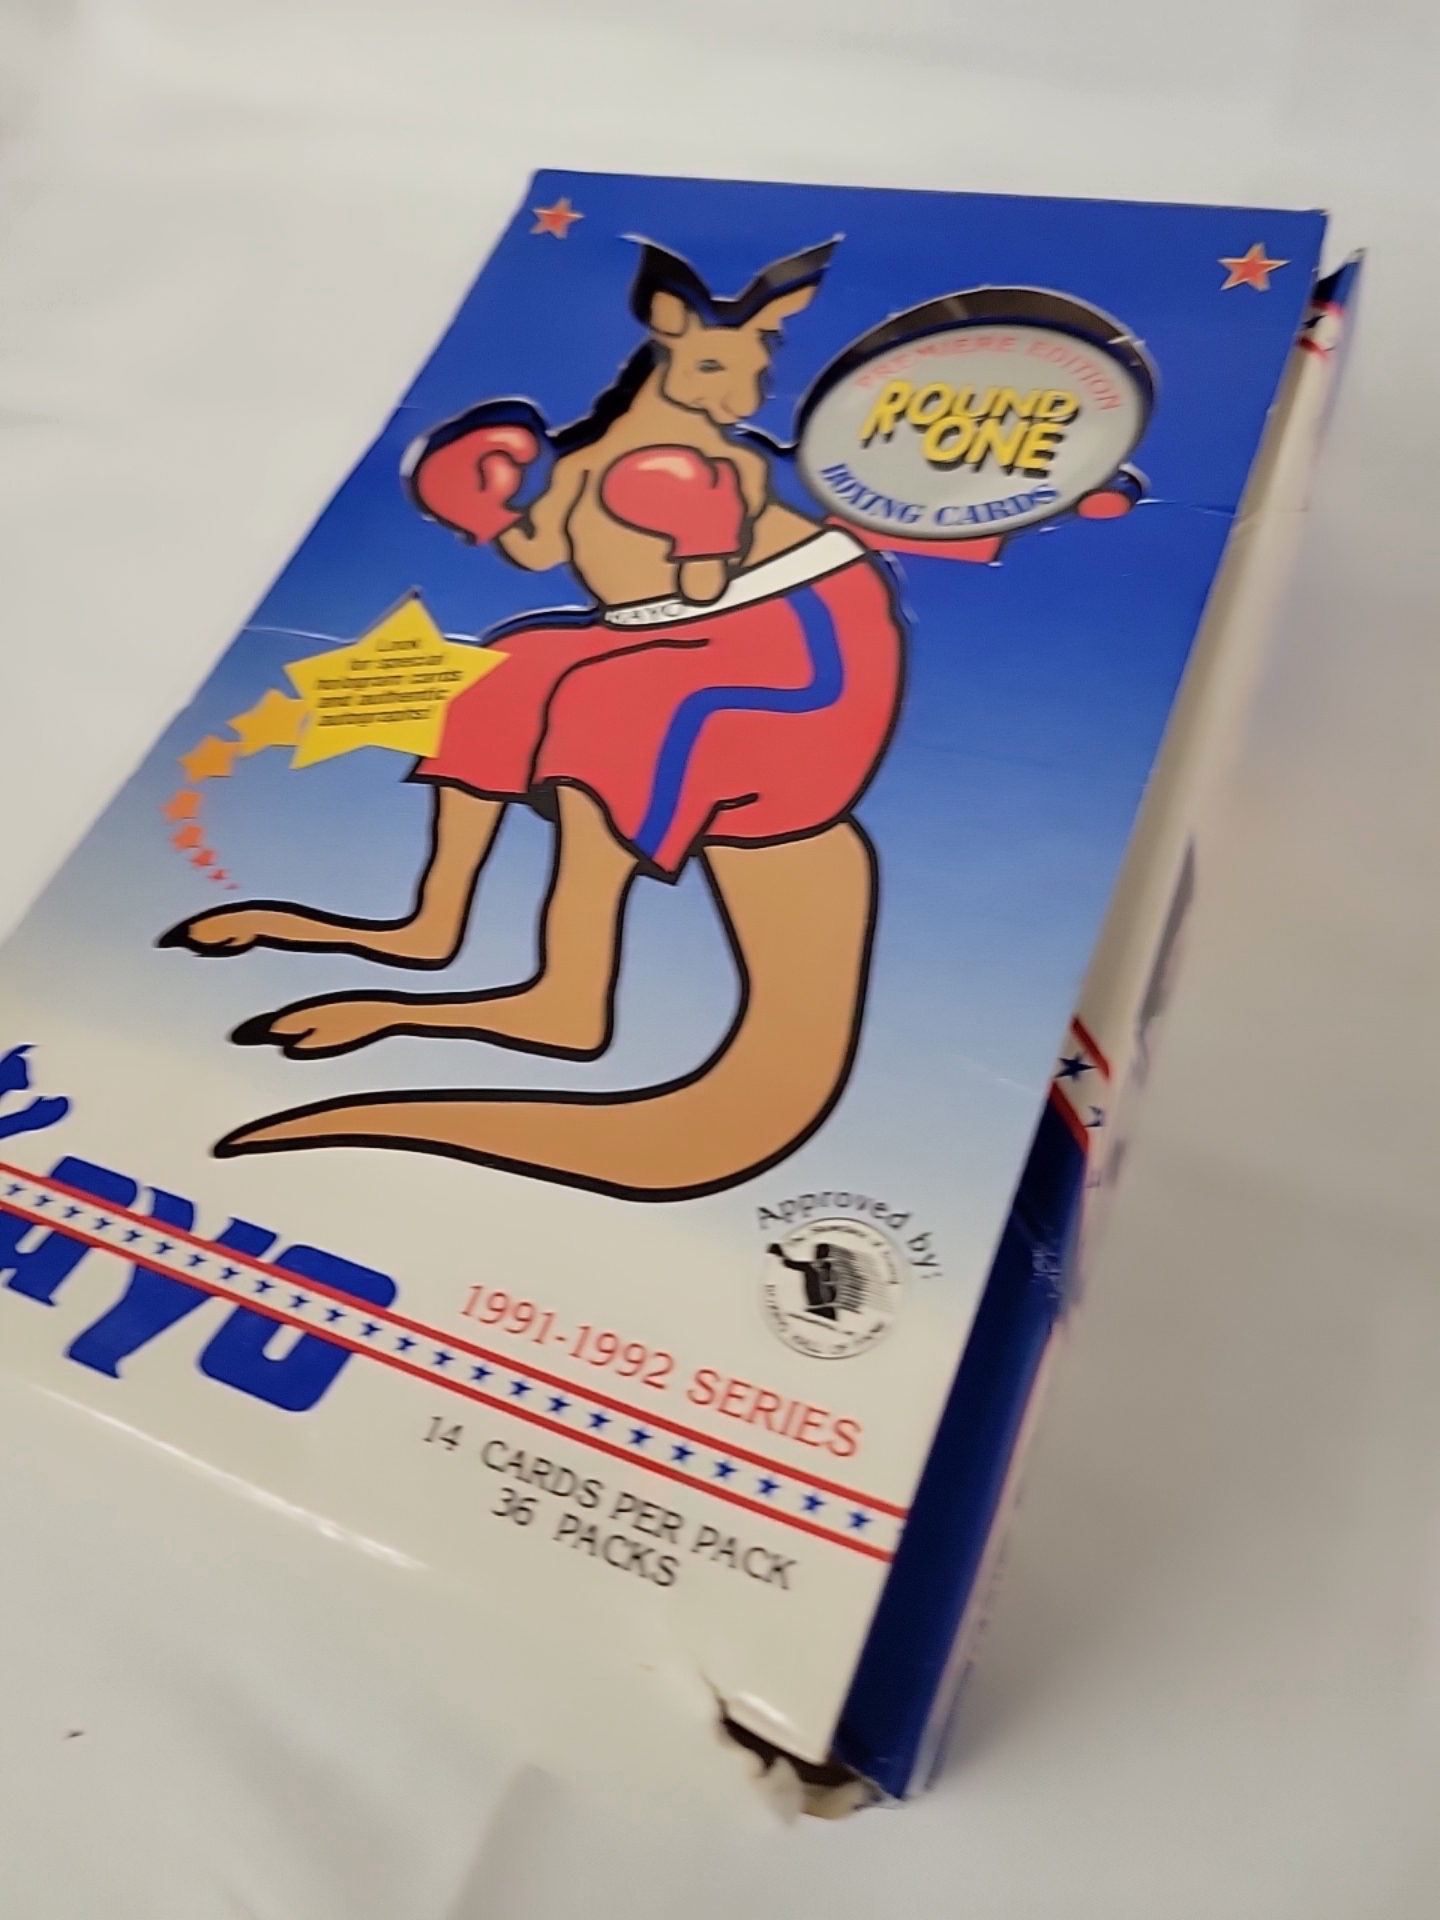 PREMIERE EDITION
ROUND
ONE
BOXING CARDS
KAYO
Look
for special
hologram cards
and authentic
autographs!
Approved by:
AYO
1991-1992 SERIES
14 CARDS PER PACK
36 PACKS